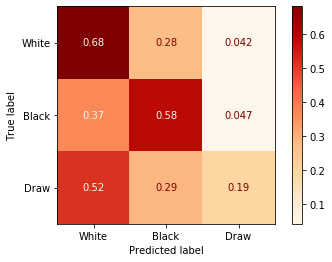 White 0.68 0.28 0.042
Black 0.37 0.58 0.047
Draw 0.52 0.29 0.19
White Black Draw
Predicted label
True label
0.6
0.5
0.4
0.3
0.2
0.1